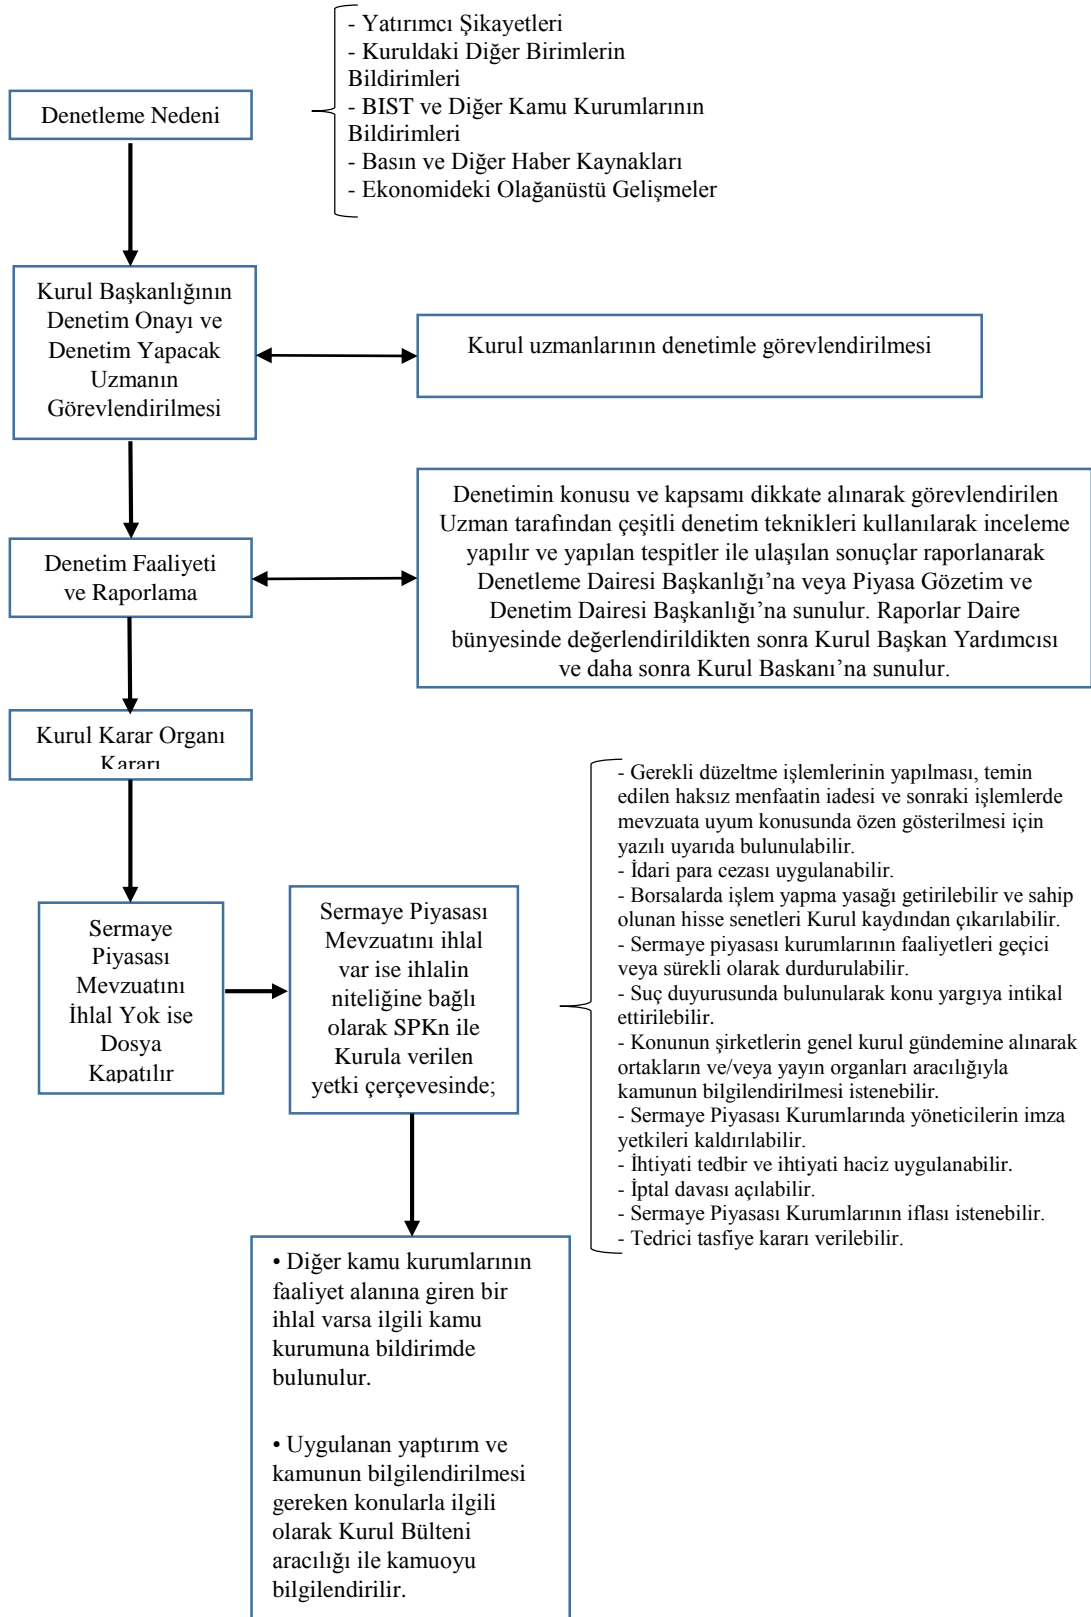 - Yatırımcı Şikayetleri
- Kuruldaki Diğer Birimlerin
Bildirimleri
- BIST ve Diğer Kamu Kurumlarının
Bildirimleri
- Basın ve Diğer Haber Kaynakları
- Ekonomideki Olağanüstü Gelişmeler
Denetleme Nedeni
Kurul Başkanlığının
Denetim Onayı ve
Denetim Yapacak
Uzmanın
Görevlendirilmesi
Kurul uzmanlarının denetimle görevlendirilmesi
Denetim Faaliyeti
ve Raporlama
Denetimin konusu ve kapsamı dikkate alınarak görevlendirilen
Uzman tarafından çeşitli denetim teknikleri kullanılarak inceleme
yapılır ve yapılan tespitler ile ulaşılan sonuçlar raporlanarak
Denetleme Dairesi Başkanlığı’na veya Piyasa Gözetim ve
Denetim Dairesi Başkanlığı’na sunulur. Raporlar Daire
bünyesinde değerlendirildikten sonra Kurul Başkan Yardımcısı
ve daha sonra Kurul Baskanı’na sunulur.
Kurul Karar Organı
Kararı
Sermaye
Piyasası
Mevzuatını
İhlal Yok ise
Dosya
Kapatılır
Sermaye Piyasası
Mevzuatını ihlal
var ise ihlalin
niteliğine bağlı
olarak SPKn ile
Kurula verilen
yetki çerçevesinde;
- Gerekli düzeltme işlemlerinin yapılması, temin
edilen haksız menfaatin iadesi ve sonraki işlemlerde
mevzuata uyum konusunda özen gösterilmesi için
yazılı uyarıda bulunulabilir.
- İdari para cezası uygulanabilir.
- Borsalarda işlem yapma yasağı getirilebilir ve sahip
olunan hisse senetleri Kurul kaydından çıkarılabilir.
- Sermaye piyasası kurumlarının faaliyetleri geçici
veya sürekli olarak durdurulabilir.
- Suç duyurusunda bulunularak konu yargıya intikal
ettirilebilir.
- Konunun şirketlerin genel kurul gündemine alınarak
ortakların ve/veya yayın organları aracılığıyla
kamunun bilgilendirilmesi istenebilir.
- Sermaye Piyasası Kurumlarında yöneticilerin imza
yetkileri kaldırılabilir.
- İhtiyati tedbir ve ihtiyati haciz uygulanabilir.
- İptal davası açılabilir.
- Sermaye Piyasası Kurumlarının iflası istenebilir.
- Tedrici tasfiye kararı verilebilir.
• Diğer kamu kurumlarının
faaliyet alanına giren bir
ihlal varsa ilgili kamu
kurumuna bildirimde
bulunulur.
• Uygulanan yaptırım ve
kamunun bilgilendirilmesi
gereken konularla ilgili
olarak Kurul Bülteni
aracılığı ile kamuoyu
bilgilendirilir.